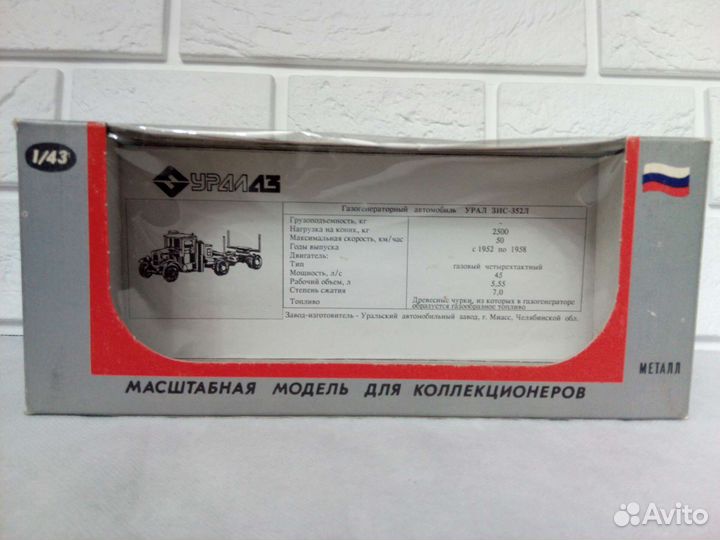 1/43
УРАЛАЗ
Газогенераторный автомобиль УРАЛ ЗИС-352Л
Грузоподъемность, кг -
Нагрузка на коник, кг 2500
Максимальная скорость, км/час 50
Годы выпуска с 1952 по 1958
Двигатель:
Тип газовый четырехтактный
Мощность, л/с 45
Рабочий объем, л 5,55
Степень сжатия 7,0
Топливо Древесные чурки, из которых в газогенераторе
образуется газообразное топливо
Завод-изготовитель - Уральский автомобильный завод, г. Миасс, Челябинской обл.
МЕТАЛЛ
МАСШТАБНАЯ МОДЕЛЬ ДЛЯ КОЛЛЕКЦИОНЕРОВ
Avito